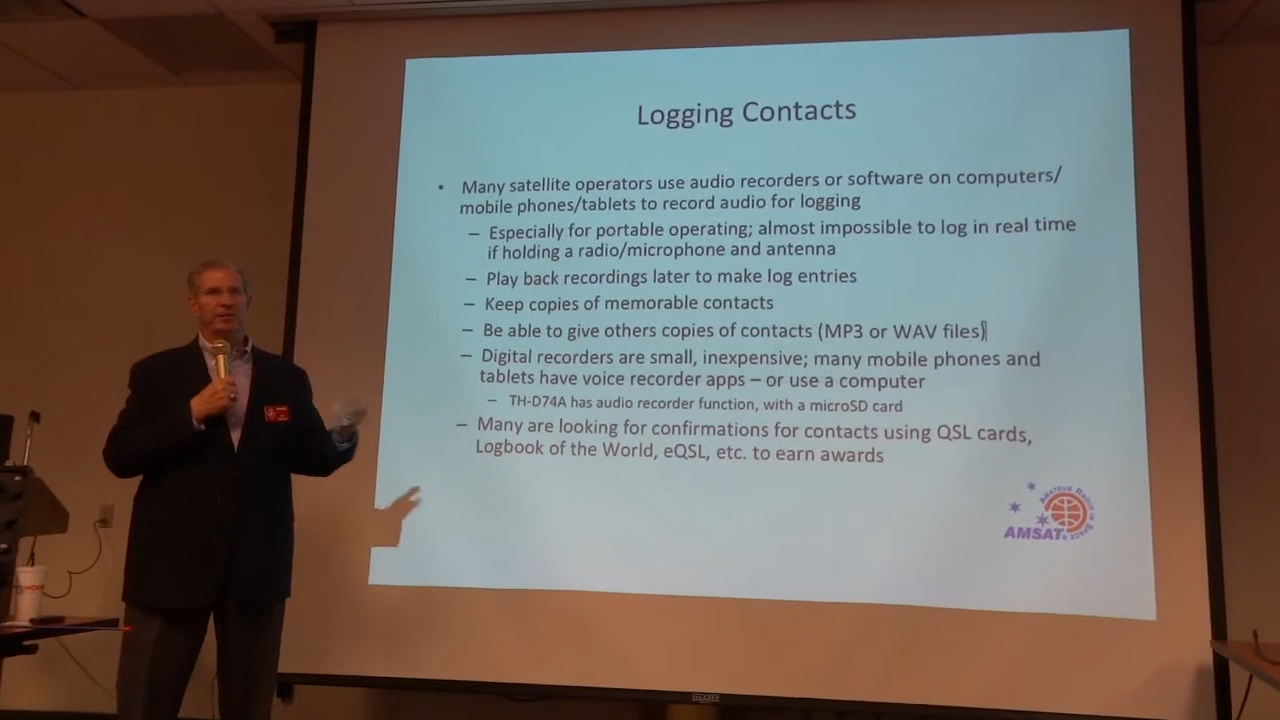 Logging Contacts
• Many satellite operators use audio recorders or software on computers/
mobile phones/tablets to record audio for logging
– Especially for portable operating; almost impossible to log in real time
if holding a radio/microphone and antenna
– Play back recordings later to make log entries
– Keep copies of memorable contacts
– Be able to give others copies of contacts (MP3 or WAV files)
– Digital recorders are small, inexpensive; many mobile phones and
tablets have voice recorder apps – or use a computer
– TH-D74A has audio recorder function, with a microSD card
– Many are looking for confirmations for contacts using QSL cards,
Logbook of the World, eQSL, etc. to earn awards
Amateur Radio in Space
AMSAT®